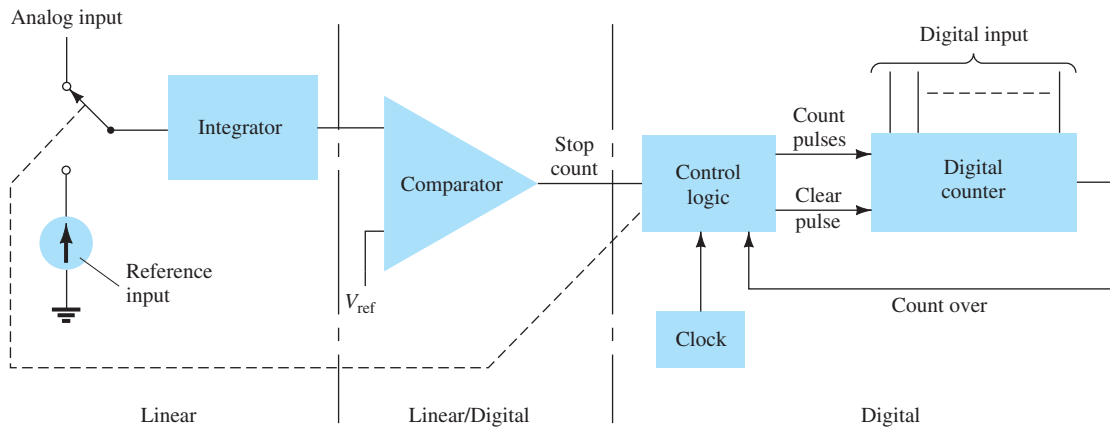 Analog input
Digital input
Integrator
Comparator
Stop
count
Control
logic
Count
pulses
Clear
pulse
Digital
counter
Reference
input
Vref
Count over
Clock
Linear
Linear/Digital
Digital